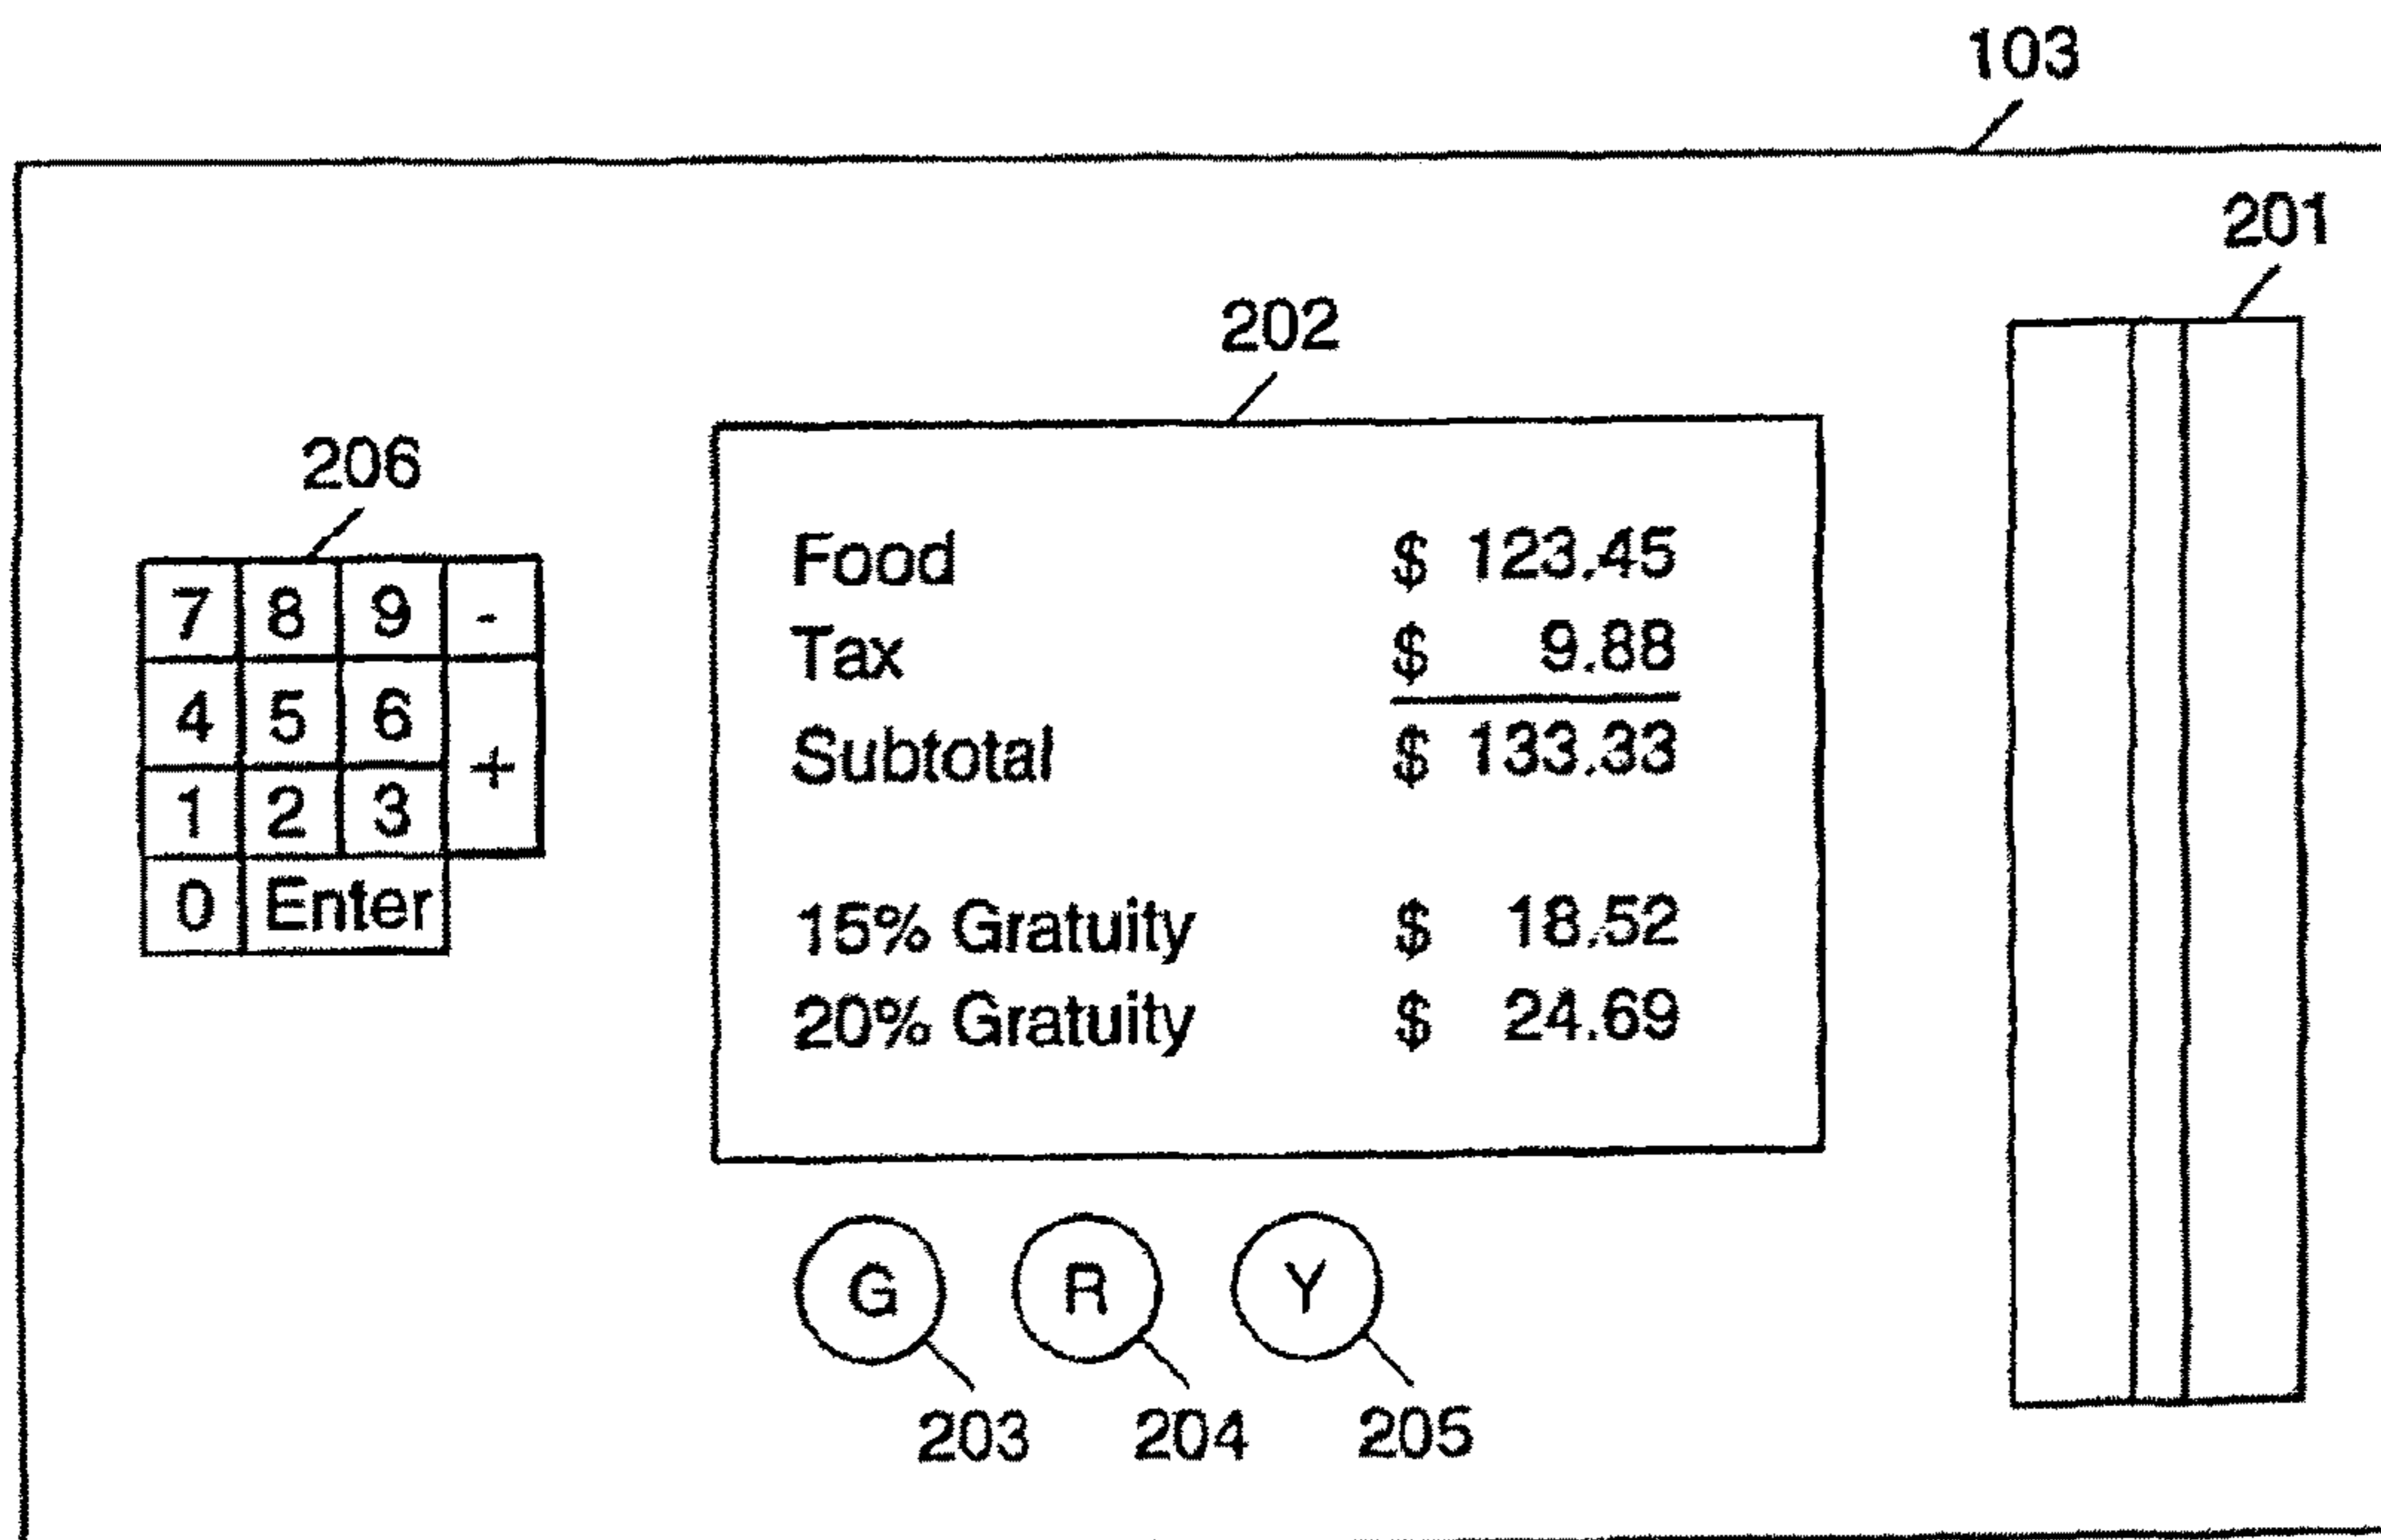 103
201
202
206
7 8 9 -
4 5 6
+
1 2 3
0 Enter
Food $ 123.45
Tax $ 9.88
Subtotal $ 133.33
15% Gratuity $ 18.52
20% Gratuity $ 24.69
G R Y
203 204 205